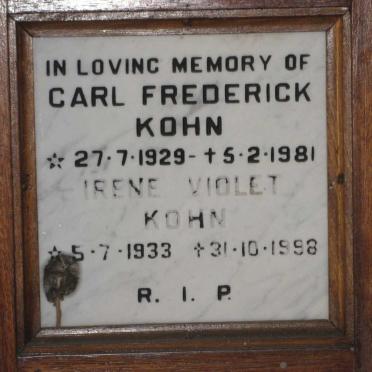 IN LOVING MEMORY OF
CARL FREDERICK
KOHN
☆ 27·7·1929 - ✝5·2·1981
IRENE VIOLET
KOHN
☆ 5·7·1933 ✝31·10·1998
R. I. P.